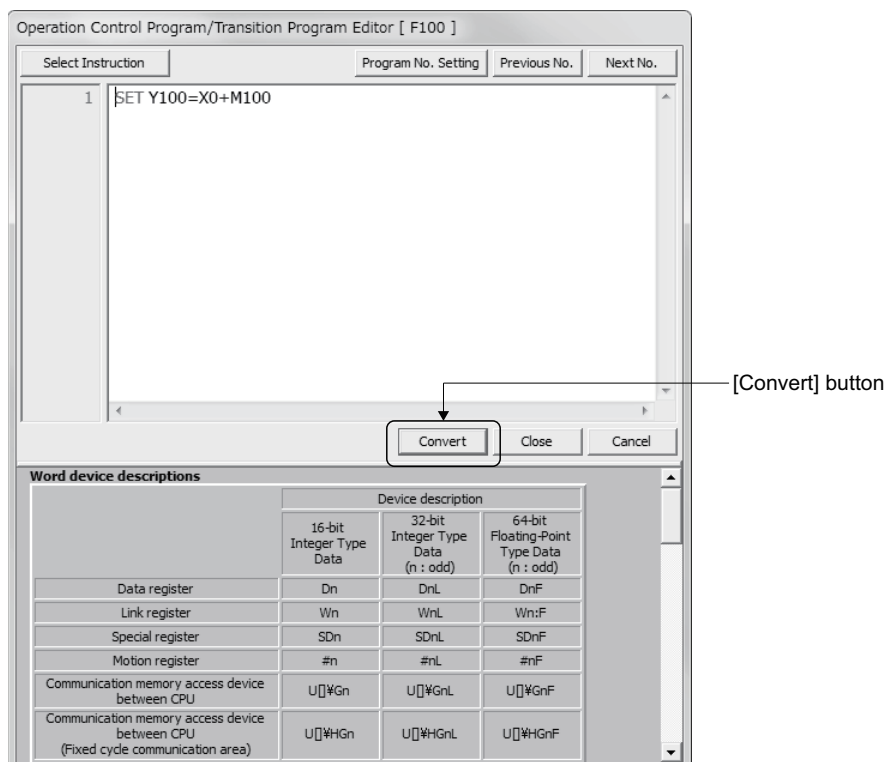 Operation Control Program/Transition Program Editor [ F100 ]
Select Instruction
Program No. Setting
Previous No.
Next No.
1 SET Y100=X0+M100
[Convert] button
Convert
Close
Cancel
Word device descriptions
Device description
16-bit
Integer Type
Data
32-bit
Integer Type
Data
(n : odd)
64-bit
Floating-Point
Type Data
(n : odd)
Data register Dn DnL DnF
Link register Wn WnL Wn:F
Special register SDn SDnL SDnF
Motion register #n #nL #nF
Communication memory access device
between CPU
U[]¥Gn U[]¥GnL U[]¥GnF
Communication memory access device
between CPU
(Fixed cycle communication area)
U[]¥HGn U[]¥HGnL U[]¥HGnF